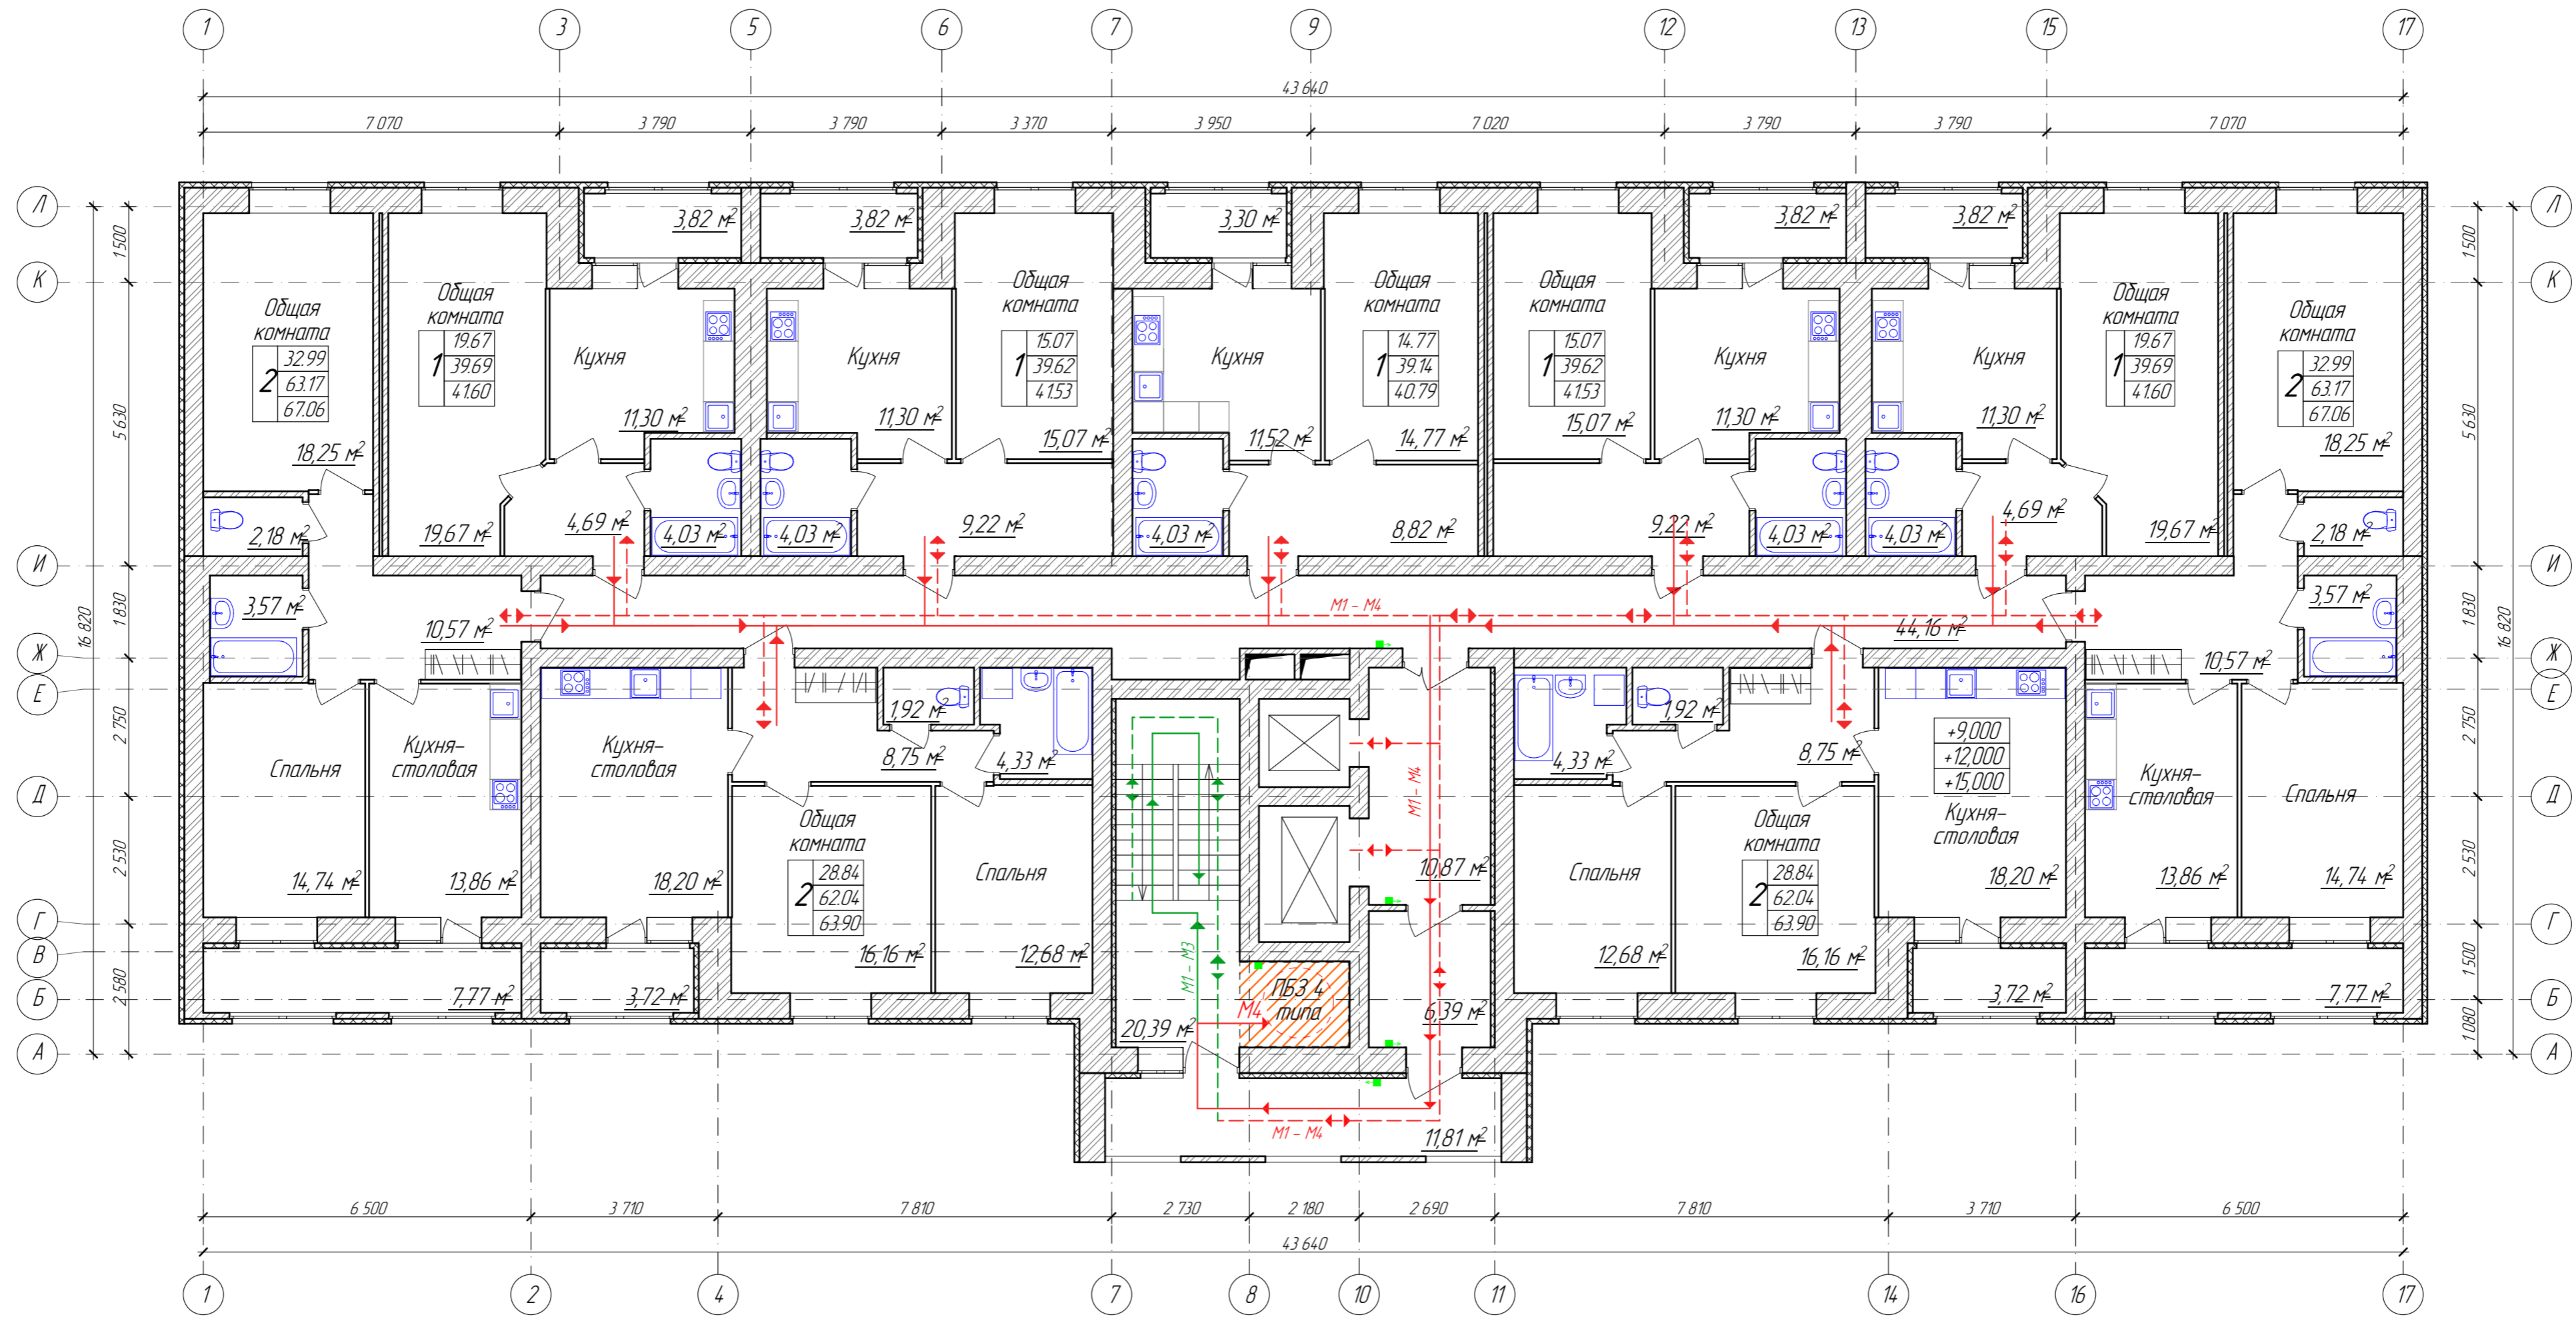 1 3 5 6 7 9 12 13 15 17
43 640
7 070 3 790 3 790 3 370 3 950 7 020 3 790 3 790 7 070
Л Л
К К
И И
Ж Ж
Е Е
Д Д
Г Г
В
Б Б
А А
16 820
1 500
5 630
1 830
2 750
2 530
2 580
3,82 м²
3,82 м²
3,30 м²
3,82 м²
3,82 м²
Общая
комната
2 32.99
63.17
67.06
18,25 м²
Общая
комната
1 19.67
39.69
41.60
19,67 м²
Кухня
11,30 м²
Кухня
11,30 м²
Общая
комната
1 15.07
39.62
41.53
15,07 м²
Кухня
11,52 м²
Общая
комната
1 14.77
39.14
40.79
14,77 м²
Общая
комната
1 15.07
39.62
41.53
15,07 м²
Кухня
11,30 м²
Кухня
11,30 м²
Общая
комната
1 19.67
39.69
41.60
19,67 м²
Общая
комната
2 32.99
63.17
67.06
18,25 м²
2,18 м²
4,69 м²
4,03 м²
4,03 м²
9,22 м²
4,03 м²
8,82 м²
9,22 м²
4,03 м²
4,03 м²
4,69 м²
2,18 м²
3,57 м²
10,57 м²
М1 – М4
44,16 м²
10,57 м²
3,57 м²
Спальня
14,74 м²
Кухня-
столовая
13,86 м²
Кухня-
столовая
18,20 м²
1,92 м²
8,75 м²
4,33 м²
Общая
комната
2 28.84
62.04
63.90
16,16 м²
Спальня
12,68 м²
М1 – М3
20,39 м²
М4
ПБЗ 4
типа
М1 – М4
10,87 м²
6,39 м²
М1 – М4
11,81 м²
4,33 м²
1,92 м²
8,75 м²
Спальня
12,68 м²
Общая
комната
2 28.84
62.04
63.90
16,16 м²
+9,000
+12,000
+15,000
Кухня-
столовая
18,20 м²
Кухня-
столовая
13,86 м²
Спальня
14,74 м²
7,77 м²
3,72 м²
3,72 м²
7,77 м²
1 500
5 630
1 830
2 750
2 530
1 500
1 080
16 820
6 500 3 710 7 810 2 730 2 180 2 690 7 810 3 710 6 500
43 640
1 2 4 7 8 10 11 14 16 17